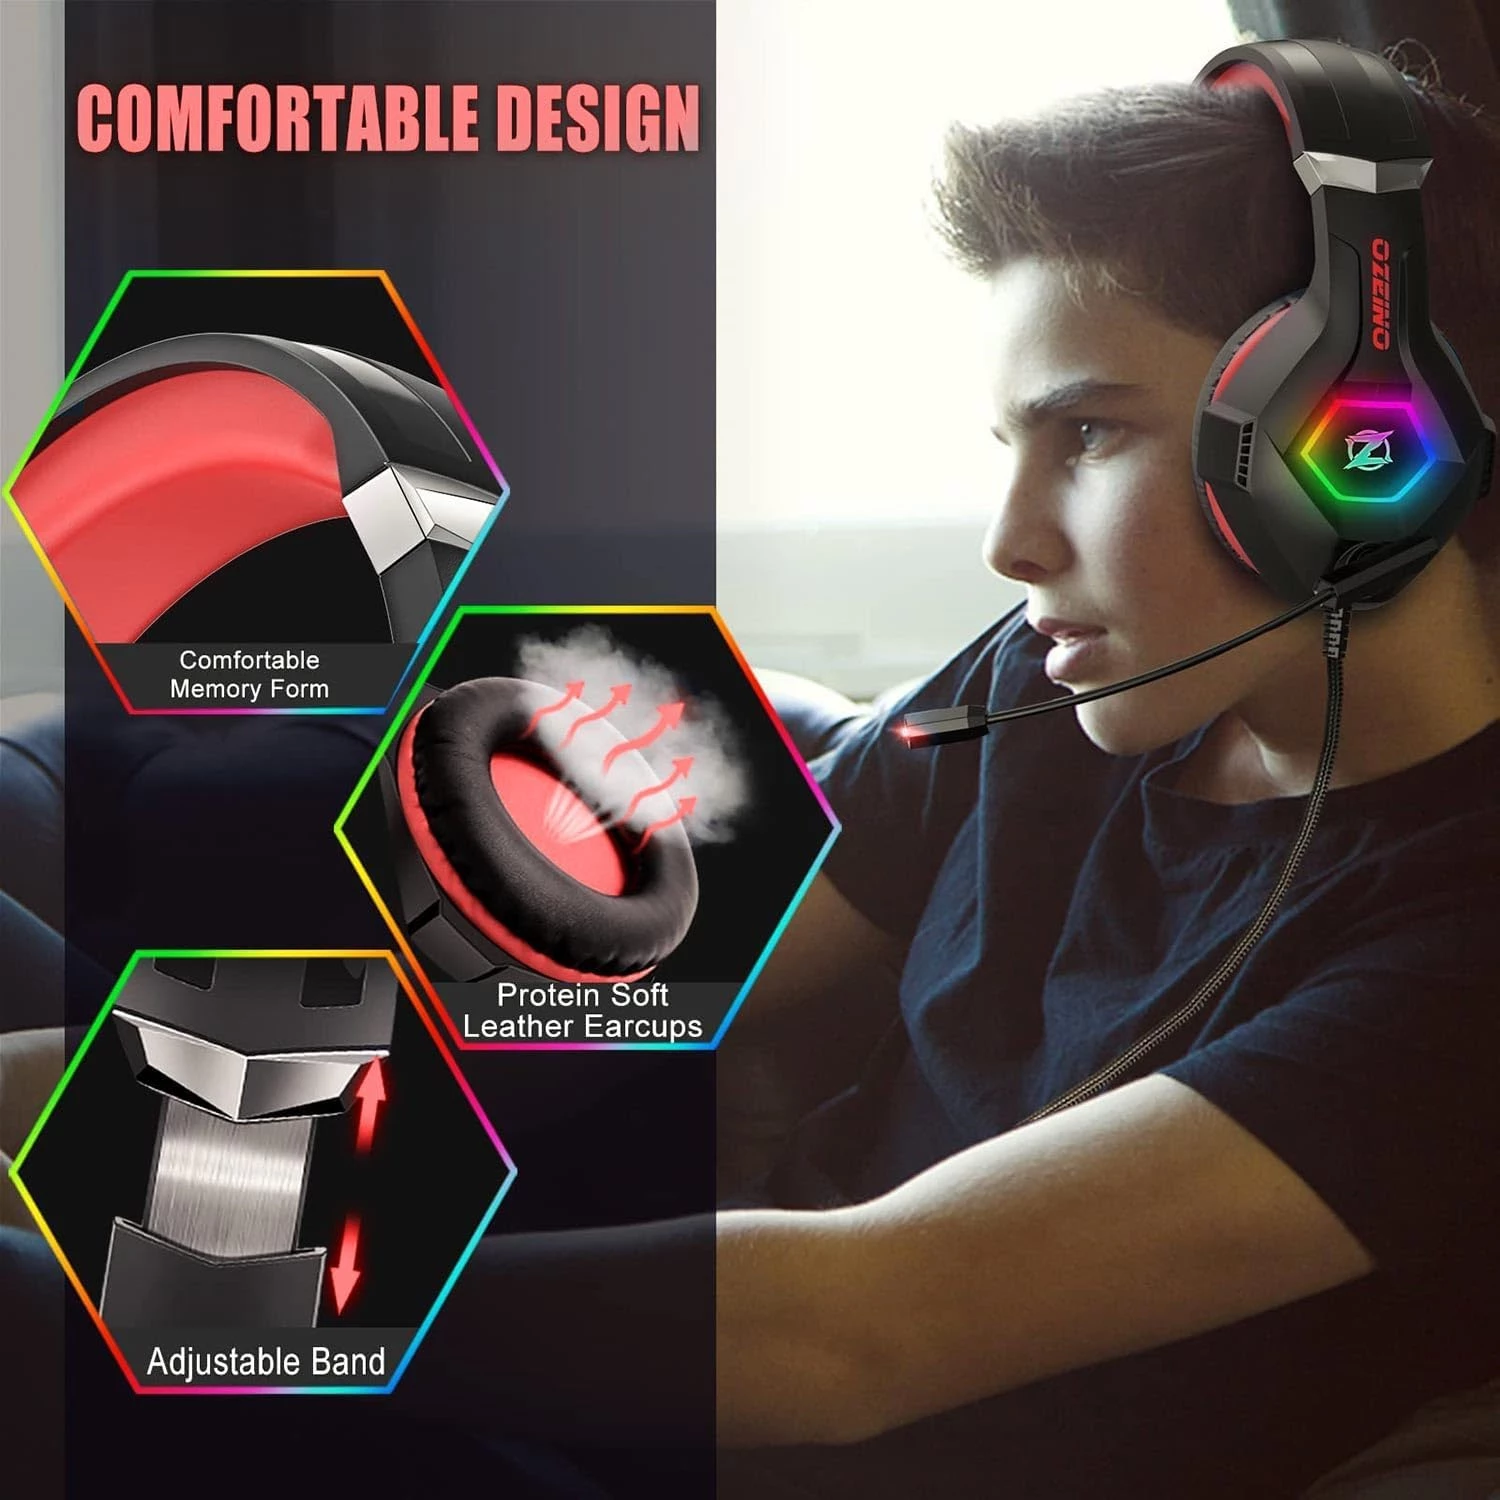 COMFORTABLE DESIGN
OZEINO
Z
Comfortable
Memory Form
Protein Soft
Leather Earcups
Adjustable Band